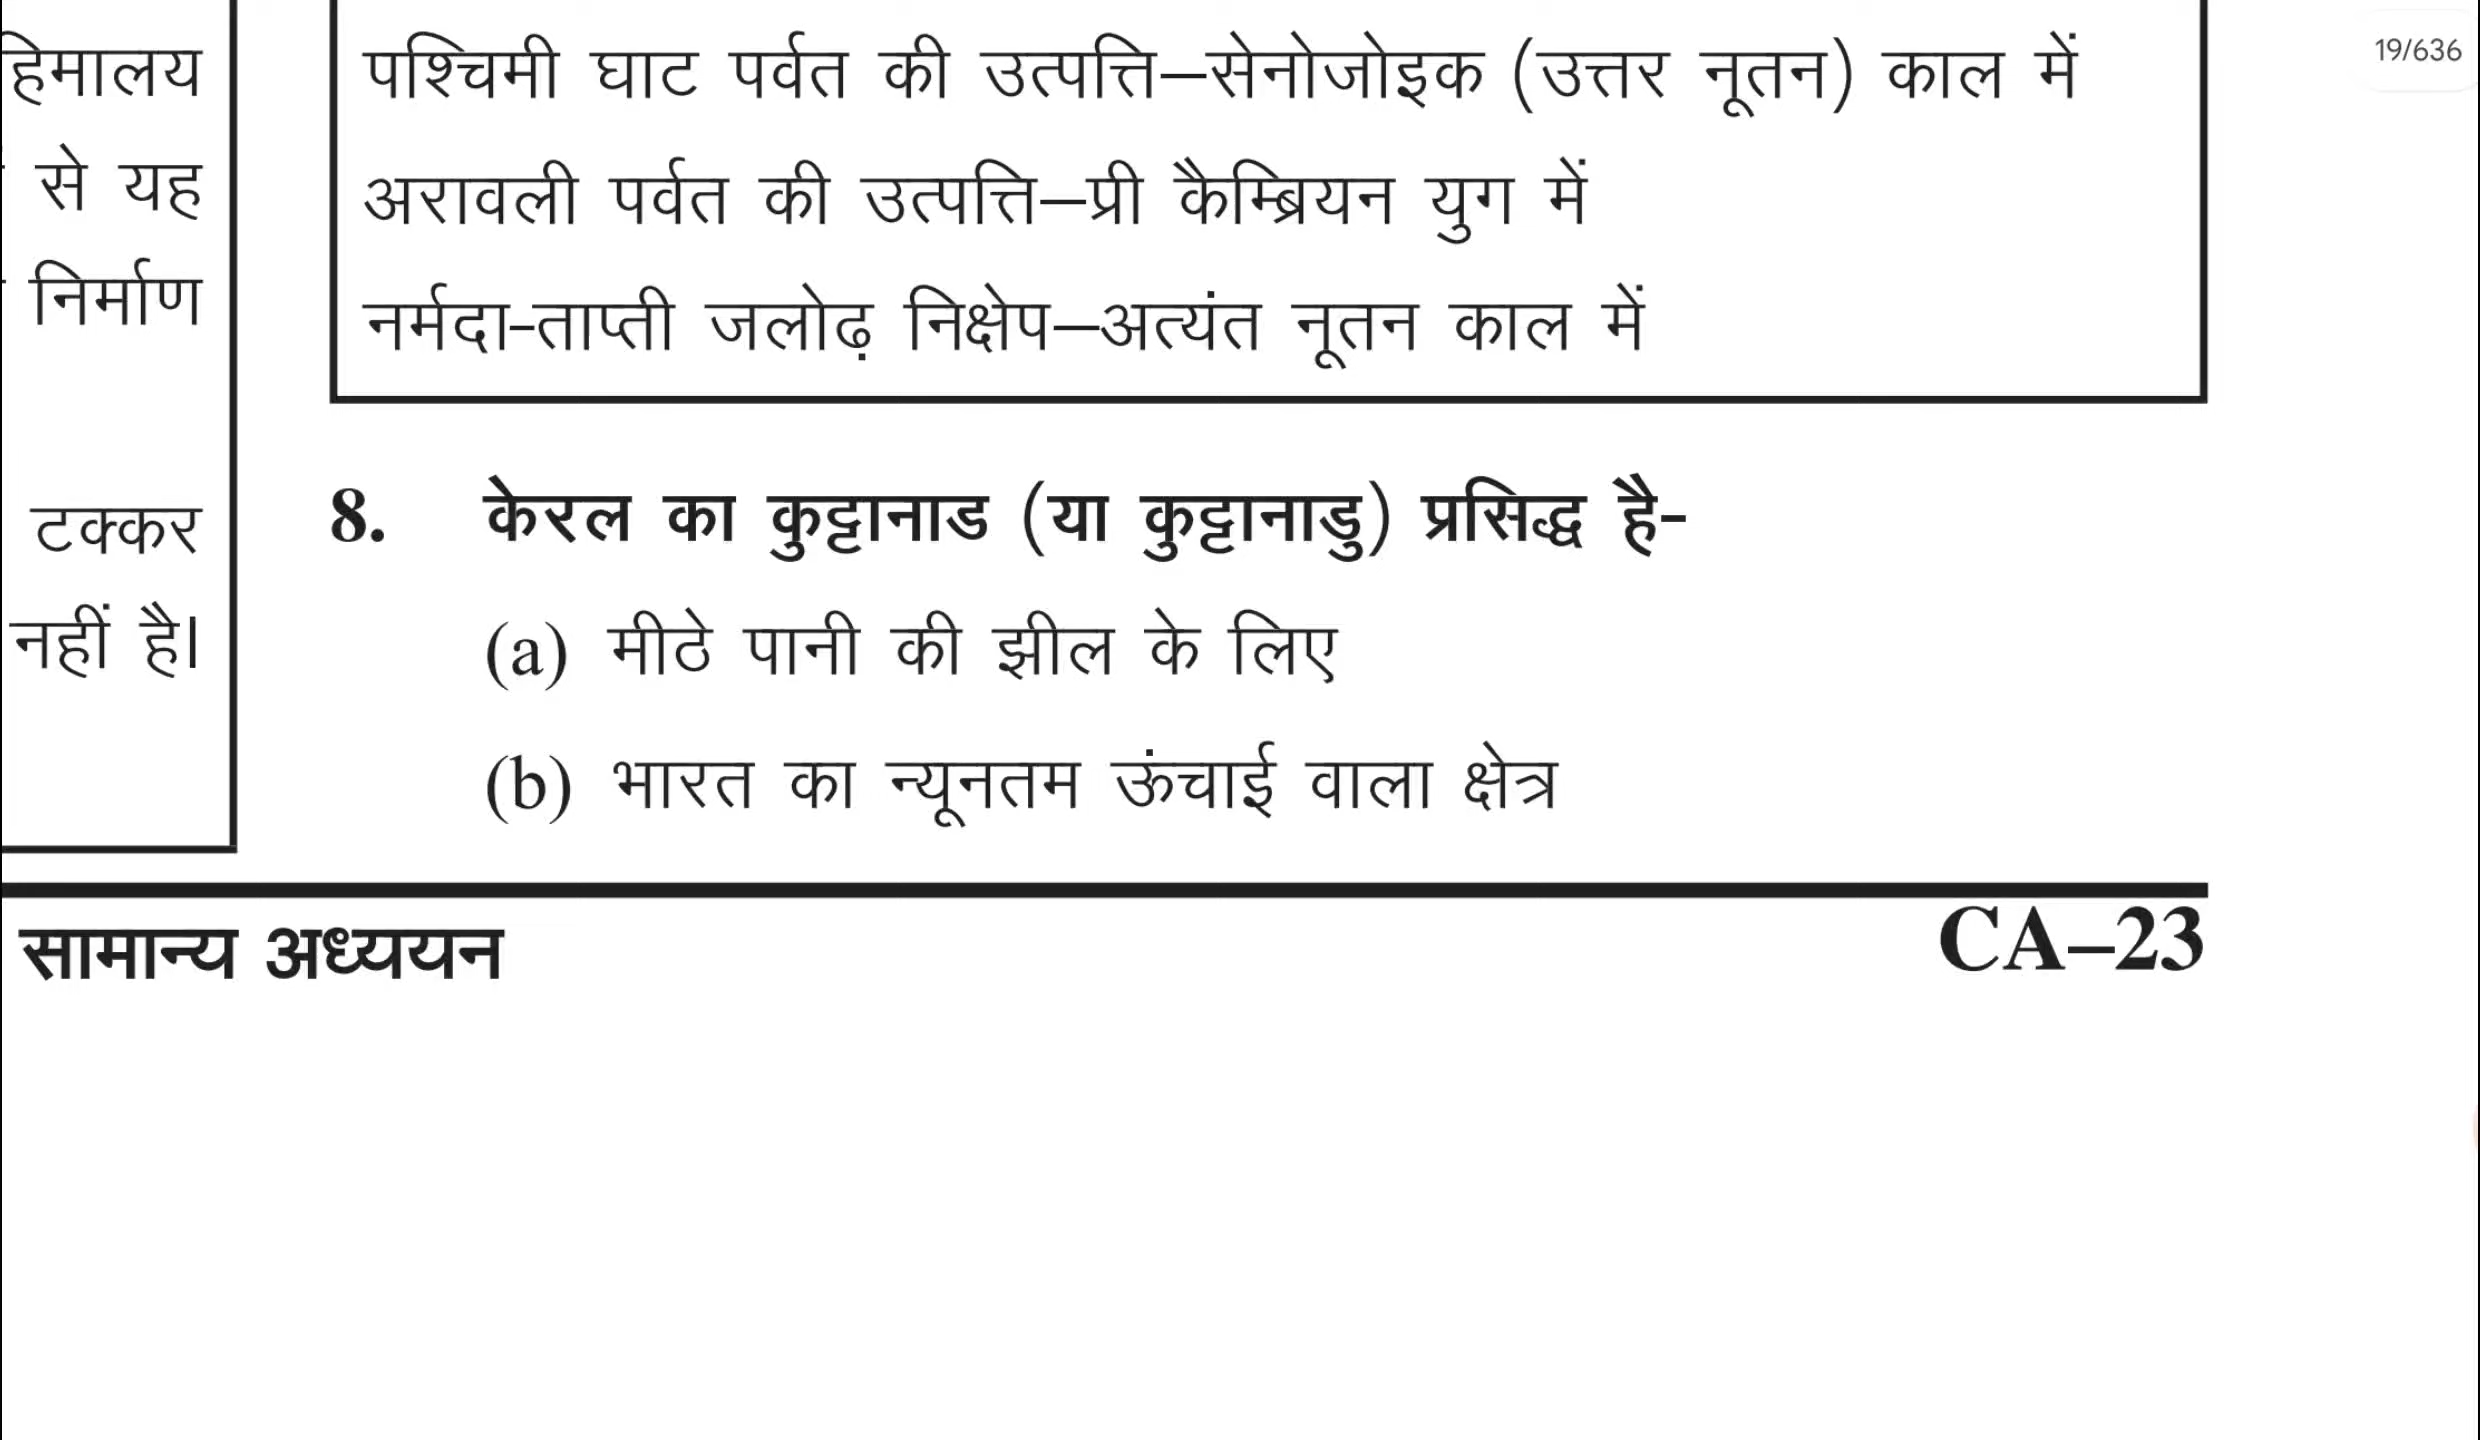 हिमालय
से यह
निर्माण
टक्कर
नहीं है।
पश्चिमी घाट पर्वत की उत्पत्ति–सेनोजोइक (उत्तर नूतन) काल में
अरावली पर्वत की उत्पत्ति–प्री कैम्ब्रियन युग में
नर्मदा-ताप्ती जलोढ़ निक्षेप–अत्यंत नूतन काल में
8. केरल का कुट्टानाड (या कुट्टानाडु) प्रसिद्ध है-
(a) मीठे पानी की झील के लिए
(b) भारत का न्यूनतम ऊंचाई वाला क्षेत्र
सामान्य अध्ययन
CA–23
19/636